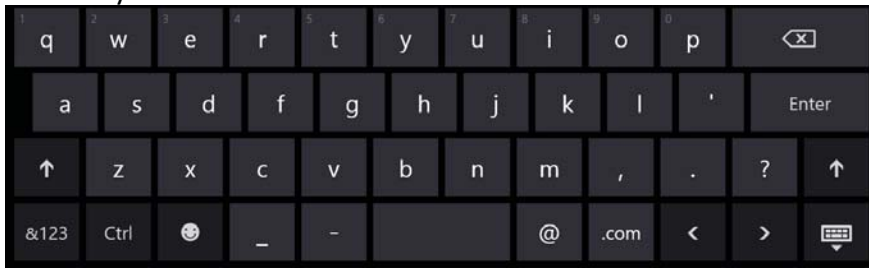 1 q 2 w 3 e 4 r 5 t 6 y 7 u 8 i 9 o 0 p
a s d f g h j k l ' Enter
z x c v b n m , . ?
&123 Ctrl _ - @ .com < >